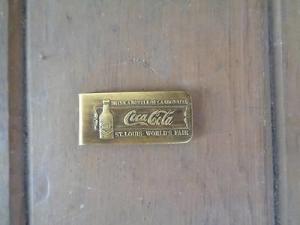 DRINK A BOTTLE OF CARBONATED
Coca-Cola
ST. LOUIS WORLD'S FAIR